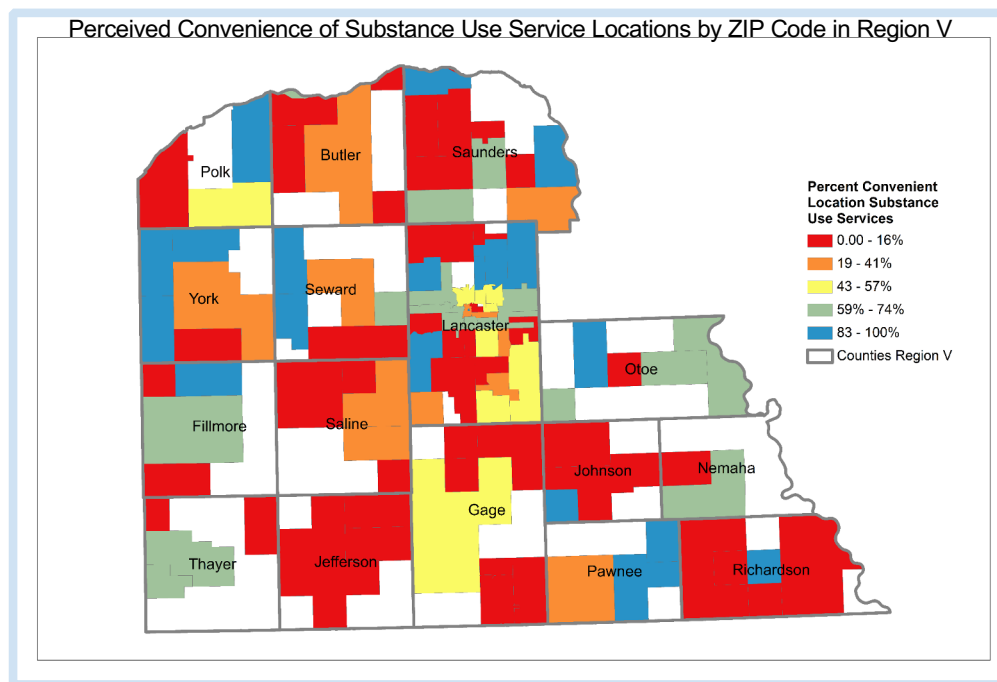 Perceived Convenience of Substance Use Service Locations by ZIP Code in Region V
Polk
Butler
Saunders
York
Seward
Lancaster
Otoe
Fillmore
Saline
Johnson
Nemaha
Gage
Thayer
Jefferson
Pawnee
Richardson
Percent Convenient
Location Substance
Use Services
0.00 - 16%
19 - 41%
43 - 57%
59% - 74%
83 - 100%
Counties Region V